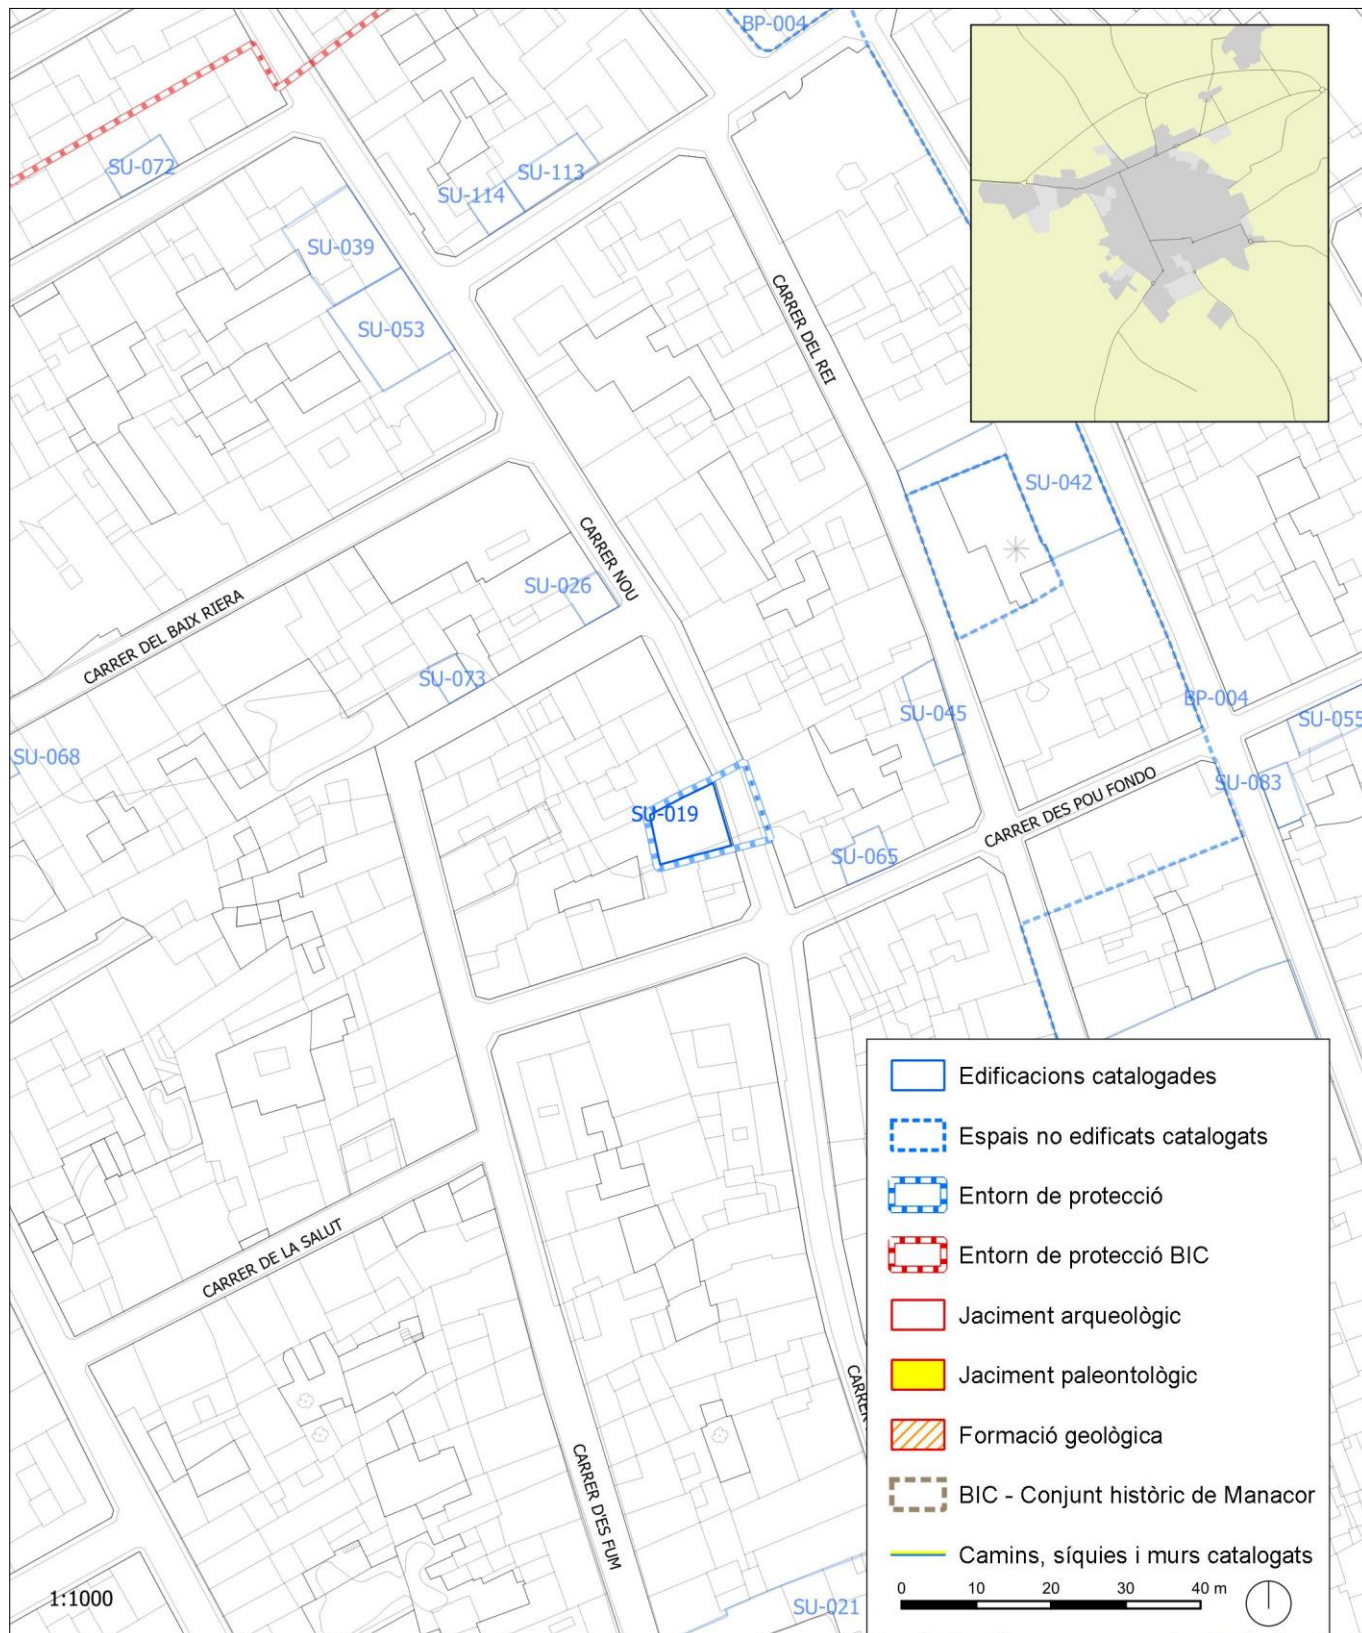 BP-004
SU-072
SU-113
SU-114
SU-039
SU-053
CARRER DEL REI
SU-042
CARRER NOU
SU-026
CARRER DEL BAIX RIERA
SU-073
SU-045
BP-004
SU-055
SU-068
SU-083
CARRER DES POU FONDO
SU-019
SU-065
CARRER DE LA SALUT
CARRER
CARRER D'ES FUM
SU-021
1:1000
Edificacions catalogades
Espais no edificats catalogats
Entorn de protecció
Entorn de protecció BIC
Jaciment arqueològic
Jaciment paleontològic
Formació geològica
BIC - Conjunt històric de Manacor
Camins, síquies i murs catalogats
0 10 20 30 40 m